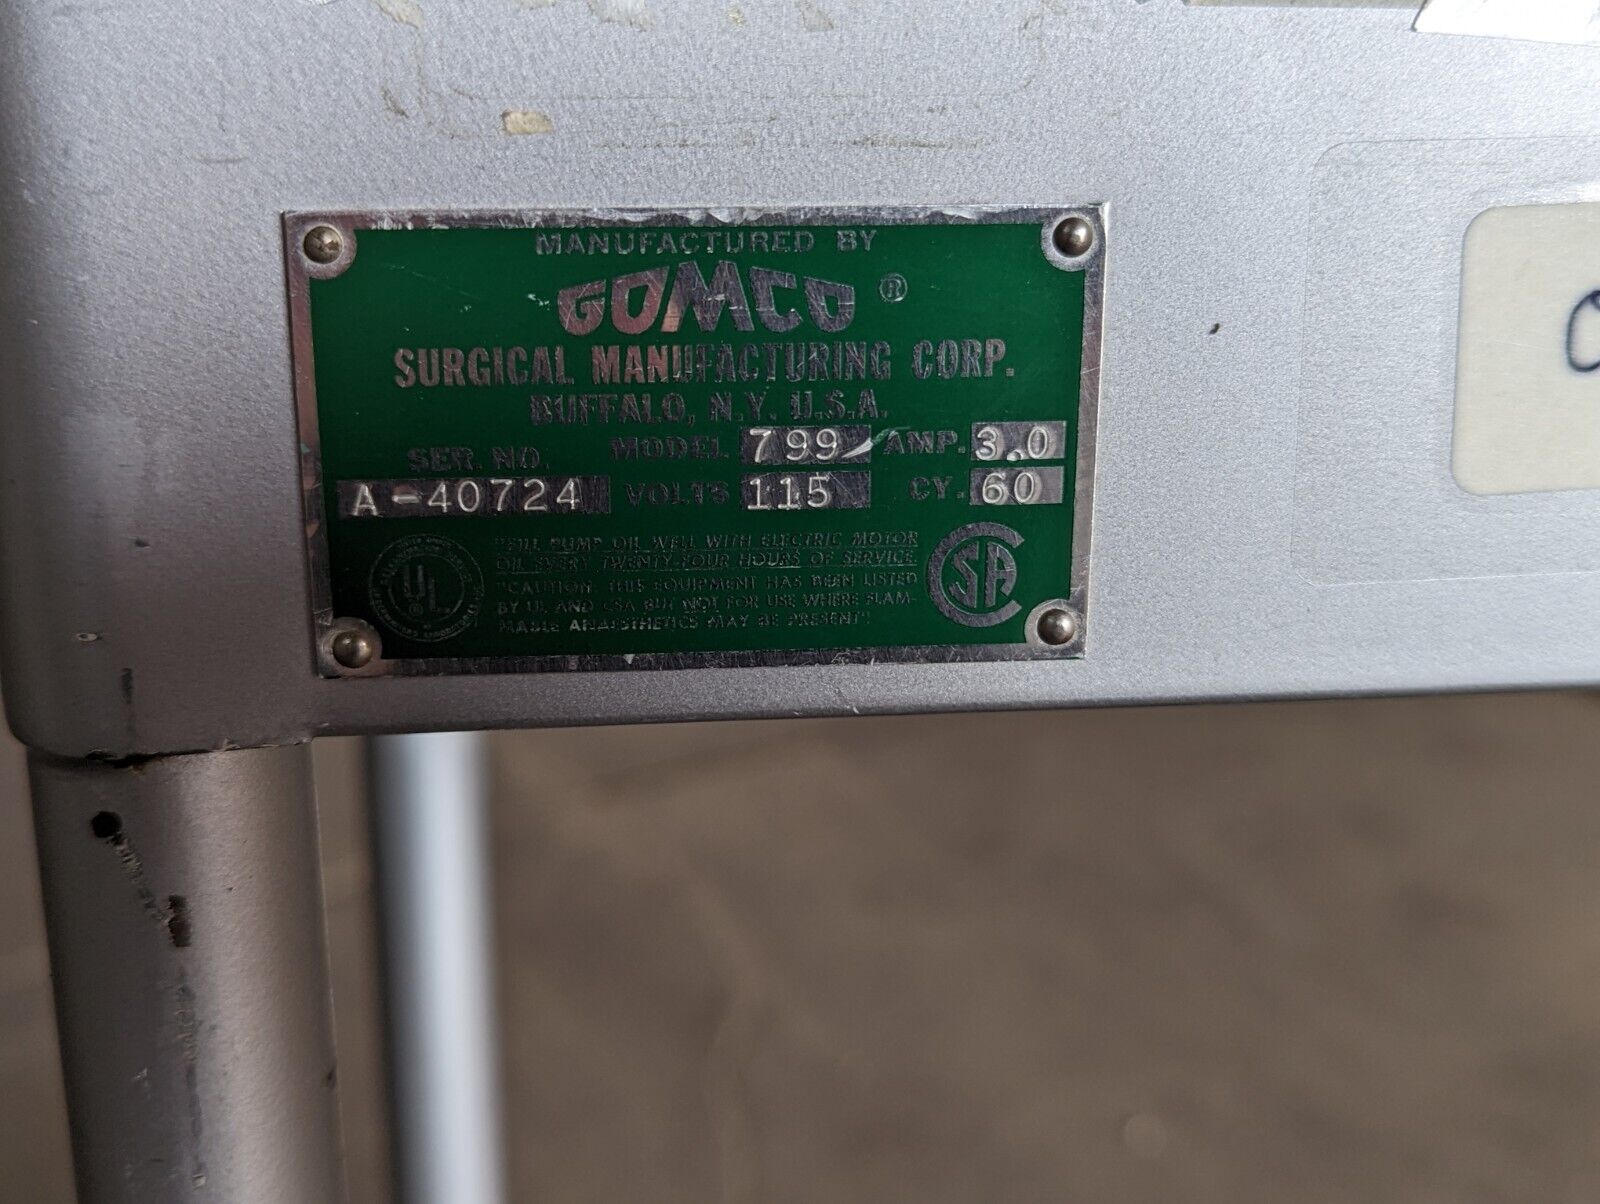 MANUFACTURED BY
GOMCO ®
SURGICAL MANUFACTURING CORP.
BUFFALO, N.Y. U.S.A.
SER. NO. MODEL 799 AMP. 3.0
A-40724 VOLTS 115 CY. 60
"FILL PUMP OIL WELL WITH ELECTRIC MOTOR
OIL EVERY TWENTY-FOUR HOURS OF SERVICE.
"CAUTION: THIS EQUIPMENT HAS BEEN LISTED
BY UL AND CSA BUT NOT FOR USE WHERE FLAM-
MABLE ANAESTHETICS MAY BE PRESENT"
UL ®
CSA